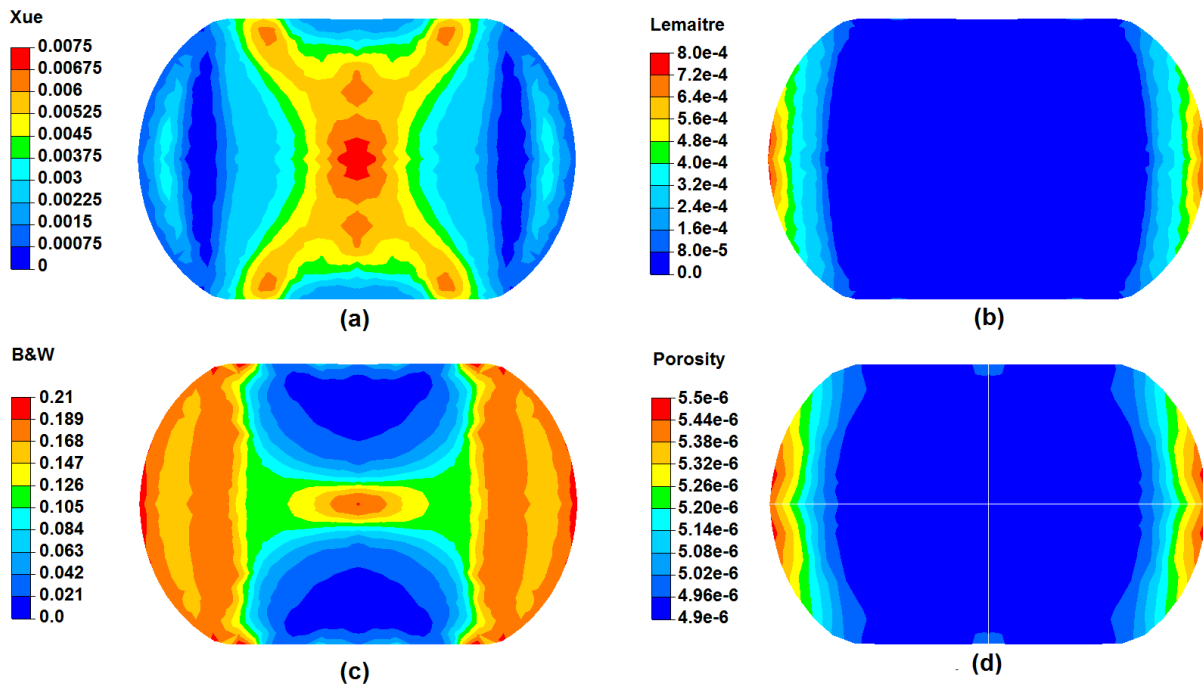 Xue
0.0075
0.00675
0.006
0.00525
0.0045
0.00375
0.003
0.00225
0.0015
0.00075
0
(a)
Lemaitre
8.0e-4
7.2e-4
6.4e-4
5.6e-4
4.8e-4
4.0e-4
3.2e-4
2.4e-4
1.6e-4
8.0e-5
0.0
(b)
B&W
0.21
0.189
0.168
0.147
0.126
0.105
0.084
0.063
0.042
0.021
0.0
(c)
Porosity
5.5e-6
5.44e-6
5.38e-6
5.32e-6
5.26e-6
5.20e-6
5.14e-6
5.08e-6
5.02e-6
4.96e-6
4.9e-6
(d)